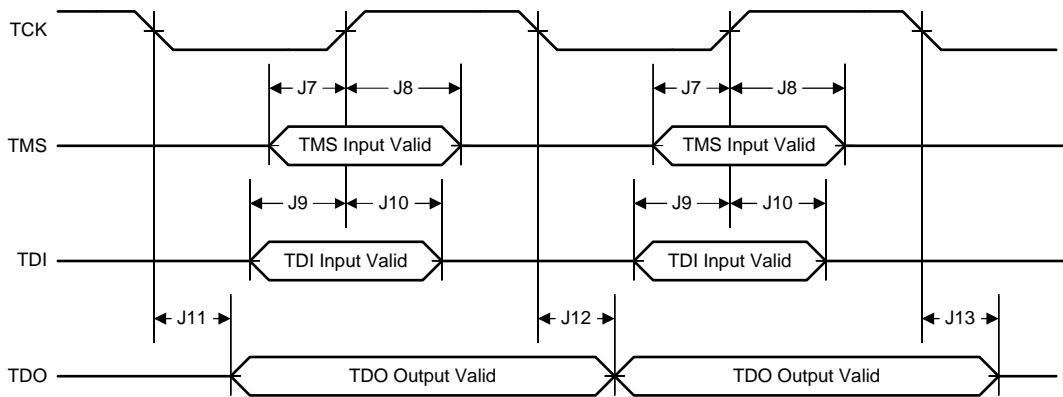 TCK
J7 J8 J7 J8
TMS TMS Input Valid TMS Input Valid
J9 J10 J9 J10
TDI TDI Input Valid TDI Input Valid
J11 J12 J13
TDO TDO Output Valid TDO Output Valid